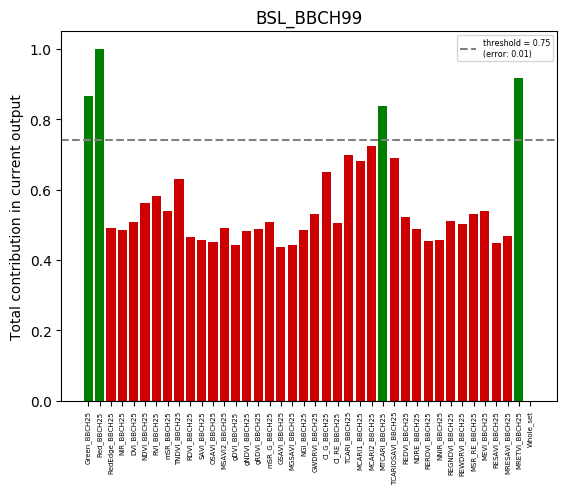 BSL_BBCH99
threshold = 0.75
(error: 0.01)
Total contribution in current output
1.0
0.8
0.6
0.4
0.2
0.0
Green_BBCH25
Red_BBCH25
RedEdge_BBCH25
NIR_BBCH25
DVI_BBCH25
NDVI_BBCH25
RVI_BBCH25
mSR_BBCH25
TNDVI_BBCH25
RDVI_BBCH25
SAVI_BBCH25
OSAVI_BBCH25
MSAVI2_BBCH25
gDVI_BBCH25
gNDVI_BBCH25
gRDVI_BBCH25
mSR_G_BBCH25
GSAVI_BBCH25
MGSAVI_BBCH25
NGI_BBCH25
GWDRVI_BBCH25
CI_G_BBCH25
CI_RE_BBCH25
TCARI_BBCH25
MCARI1_BBCH25
MCARI2_BBCH25
MTCARI_BBCH25
TCARIOSAVI_BBCH25
REDVI_BBCH25
NDRE_BBCH25
RERDVI_BBCH25
NNIR_BBCH25
REGNDVI_BBCH25
REWDRVI_BBCH25
MSR_RE_BBCH25
MEVI_BBCH25
RESAVI_BBCH25
MRESAVI_BBCH25
MRETVI_BBCH25
Whole_set